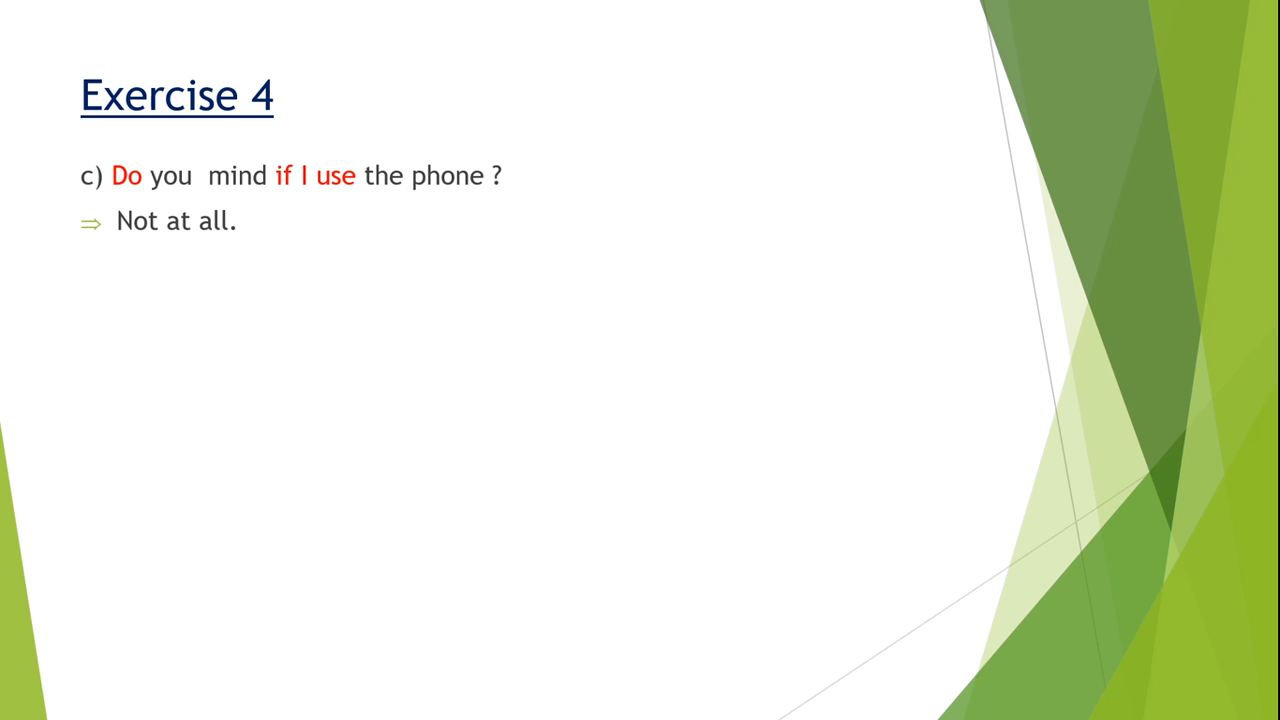 Exercise 4
c) Do you  mind if I use the phone ?
⇒ Not at all.